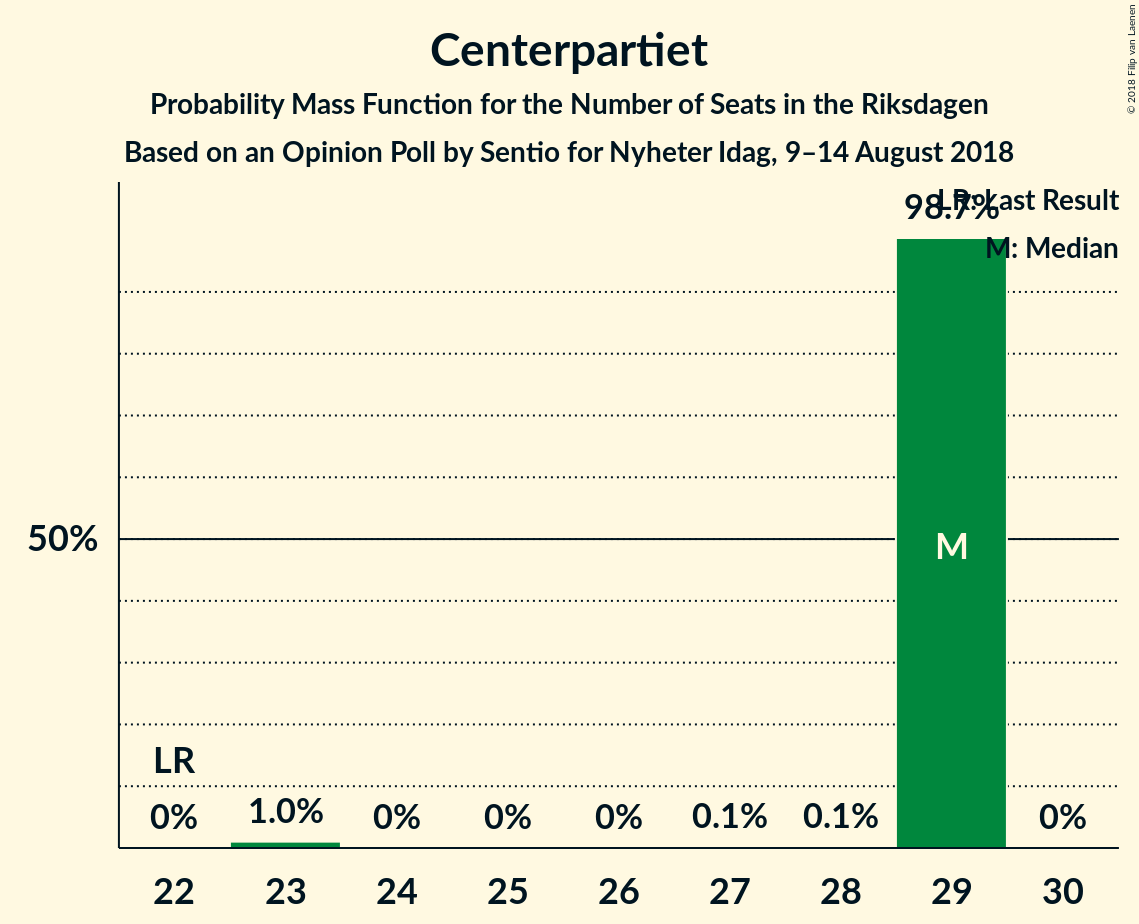 Centerpartiet
Probability Mass Function for the Number of Seats in the Riksdagen
Based on an Opinion Poll by Sentio for Nyheter Idag, 9–14 August 2018
© 2018 Filip van Laenen
LR: Last Result
M: Median
98.7%
50%
M
LR
0%
1.0%
0%
0%
0%
0.1%
0.1%
0%
22 23 24 25 26 27 28 29 30